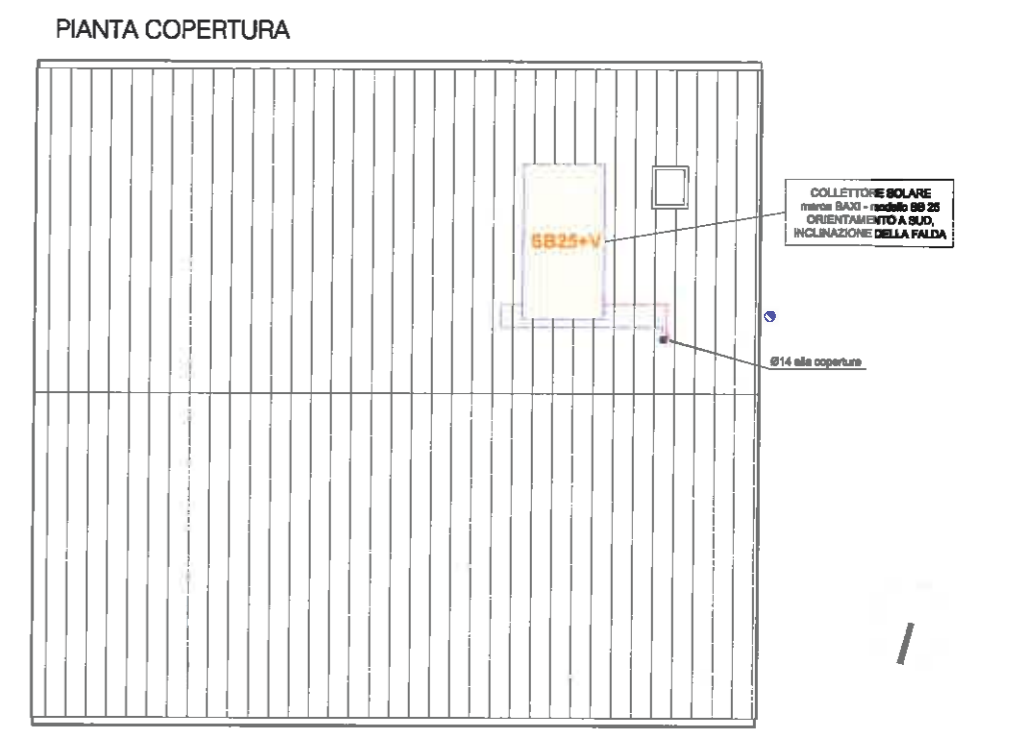 PIANTA COPERTURA
COLLETTORE SOLARE
marca BAXI - modello SB 25
ORIENTAMENTO A SUD,
INCLINAZIONE DELLA FALDA
SB25+V
Ø14 alla copertura